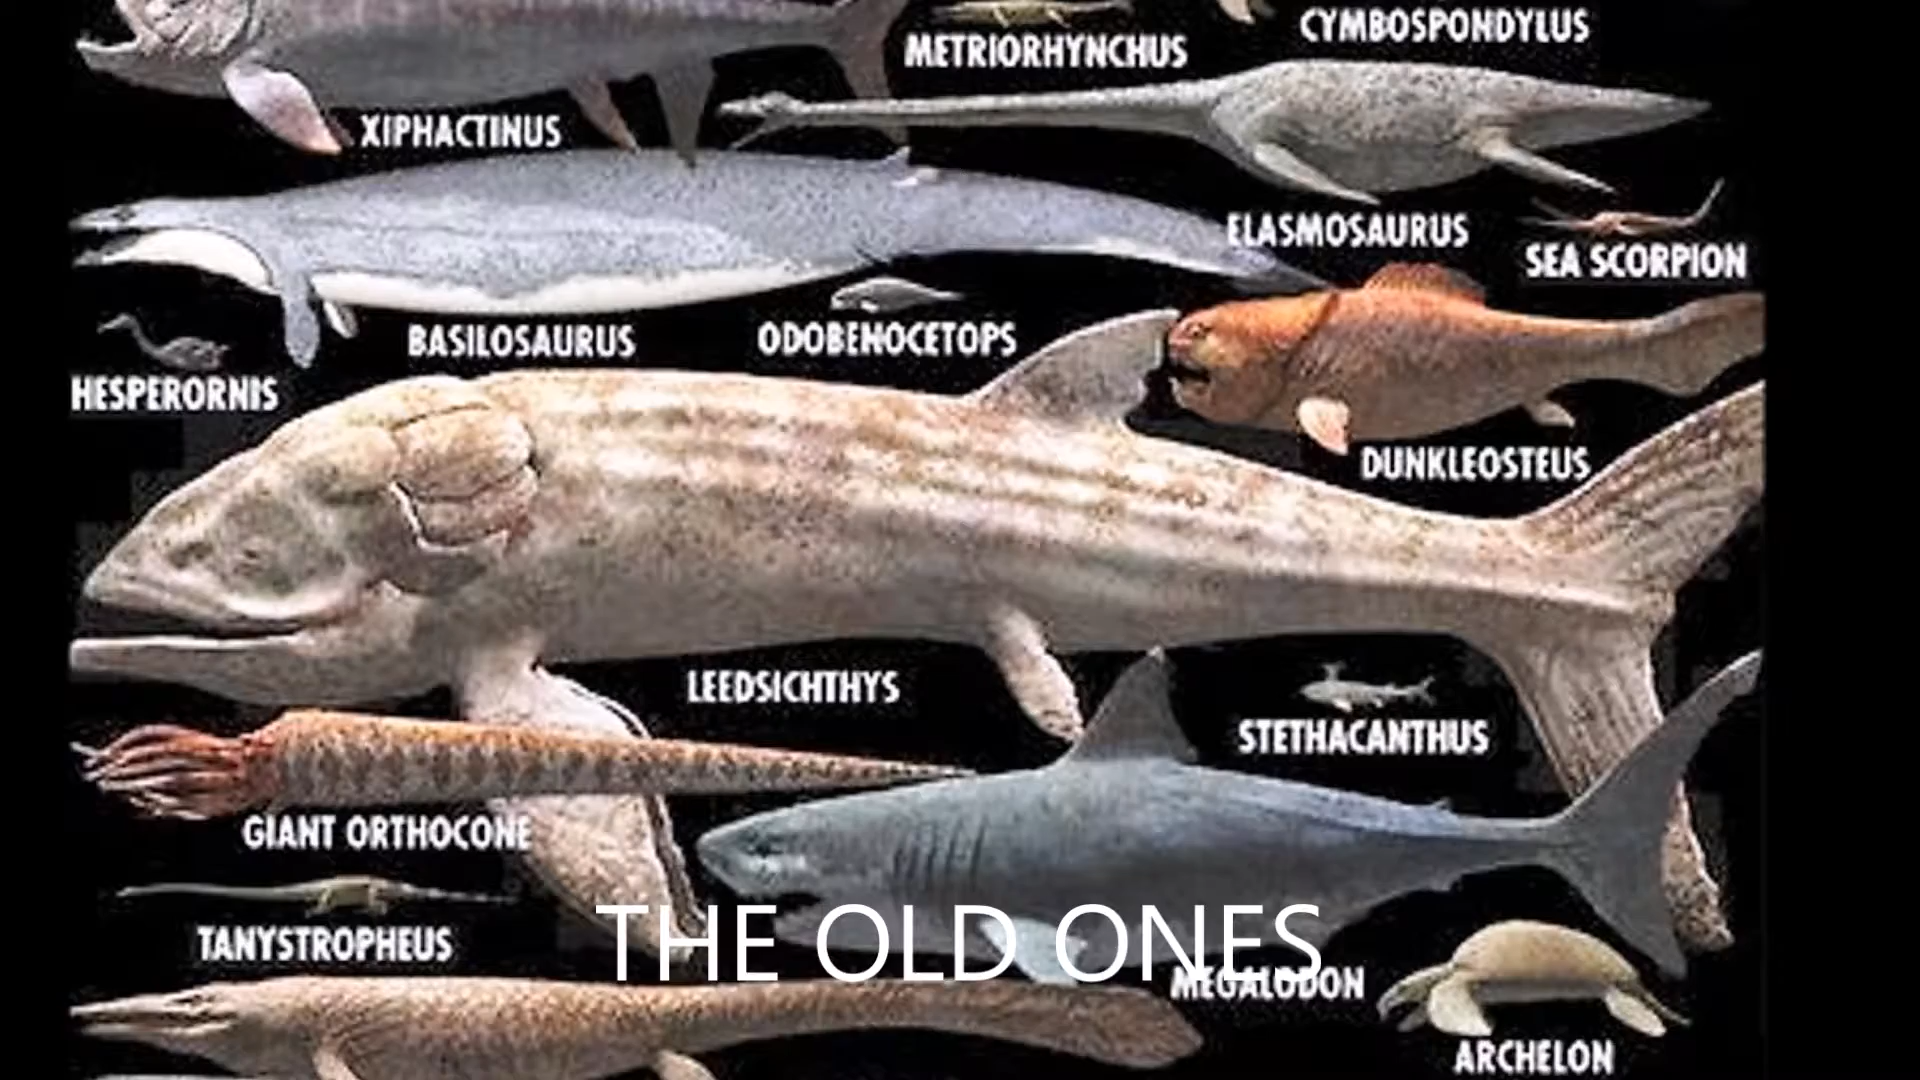 CYMBOSPONDYLUS
METRIORHYNCHUS
XIPHACTINUS
ELASMOSAURUS
SEA SCORPION
BASILOSAURUS
ODOBENOCETOPS
HESPERORNIS
DUNKLEOSTEUS
LEEDSICHTHYS
STETHACANTHUS
GIANT ORTHOCONE
TANYSTROPHEUS
THE OLD ONES
MEGALODON
ARCHELON